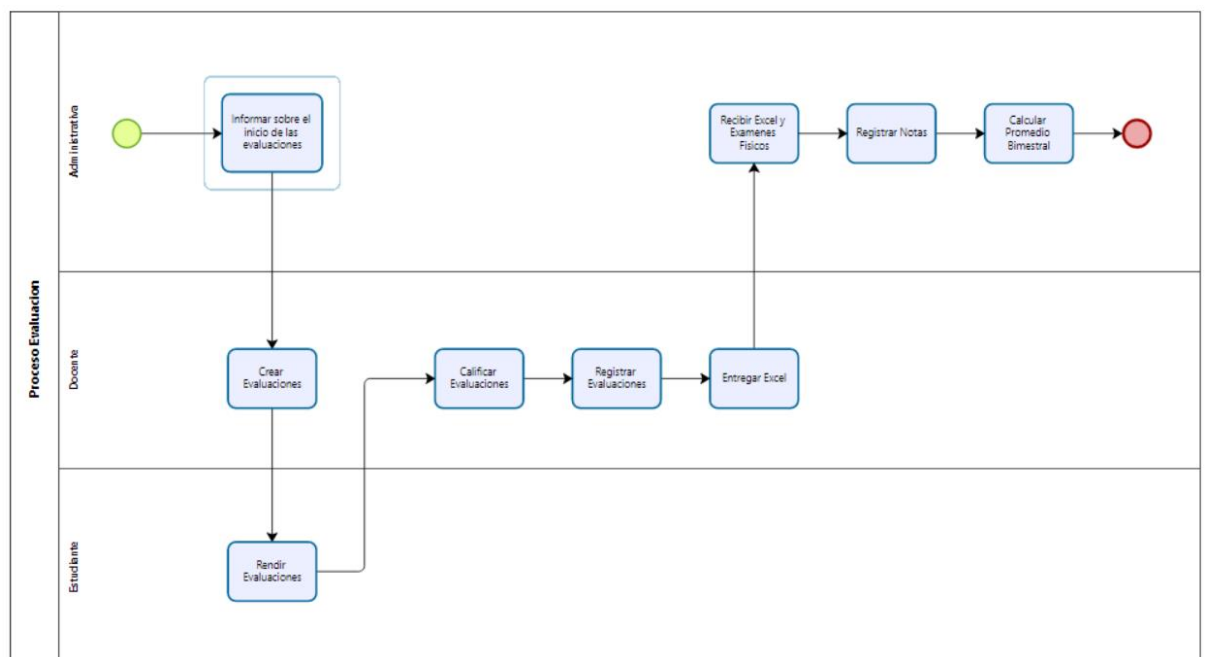 Proceso Evaluacion
Administrativa
Informar sobre el
inicio de las
evaluaciones
Recibir Excel y
Examenes
Fisicos
Registrar Notas
Calcular
Promedio
Bimestral
Docente
Crear
Evaluaciones
Calificar
Evaluaciones
Registrar
Evaluaciones
Entregar Excel
Estudiante
Rendir
Evaluaciones